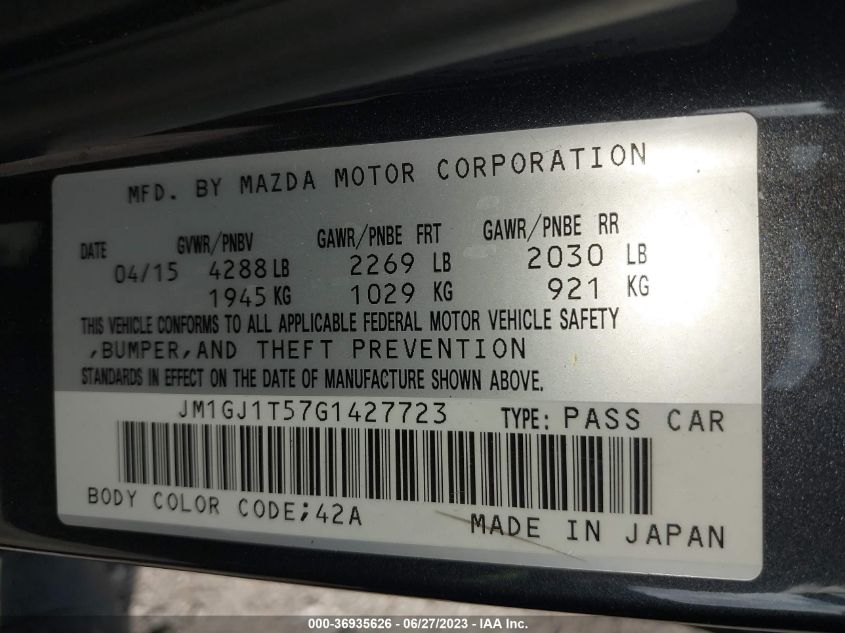 MFD. BY MAZDA MOTOR CORPORATION
DATE GVWR/PNBV GAWR/PNBE FRT GAWR/PNBE RR
04/15 4288 LB 2269 LB 2030 LB
1945 KG 1029 KG 921 KG
THIS VEHICLE CONFORMS TO ALL APPLICABLE FEDERAL MOTOR VEHICLE SAFETY
,BUMPER,AND THEFT PREVENTION
STANDARDS IN EFFECT ON THE DATE OF MANUFACTURE SHOWN ABOVE.
JM1GJ1T57G1427723 TYPE: PASS CAR
BODY COLOR CODE;42A
MADE IN JAPAN
000-36935626 - 06/27/2023 - IAA Inc.